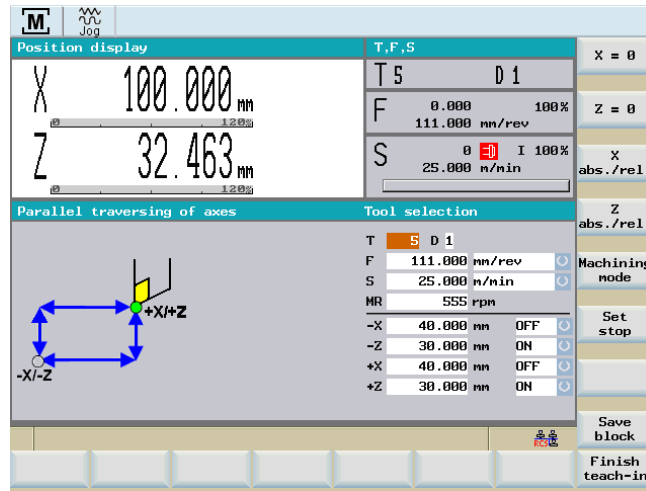 M
Jog
Position display
X 100.000 mm
0 120%
Z 32.463 mm
0 120%
T,F,S
T 5 D 1
F 0.000 100%
111.000 mm/rev
S 0 I 100%
25.000 m/min
Parallel traversing of axes
+X/+Z
-X/-Z
Tool selection
T 5 D 1
F 111.000 mm/rev
S 25.000 m/min
MR 555 rpm
-X 40.000 mm OFF
-Z 30.000 mm ON
+X 40.000 mm OFF
+Z 30.000 mm ON
RCS
X = 0
Z = 0
X
abs./rel
Z
abs./rel
Machining
mode
Set
stop
Save
block
Finish
teach-in